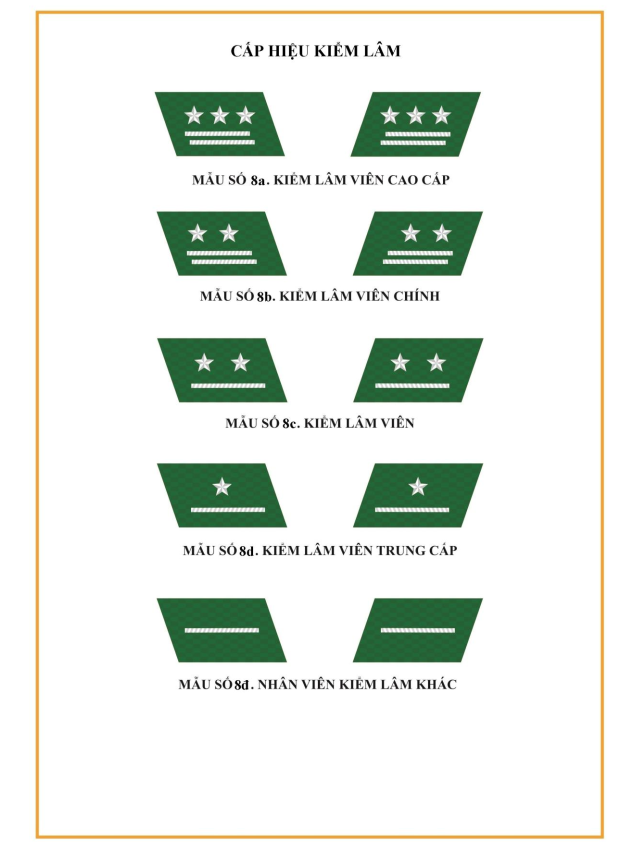 CẤP HIỆU KIỂM LÂM
MẪU SỐ 8a. KIỂM LÂM VIÊN CAO CẤP
MẪU SỐ 8b. KIỂM LÂM VIÊN CHÍNH
MẪU SỐ 8c. KIỂM LÂM VIÊN
MẪU SỐ 8d. KIỂM LÂM VIÊN TRUNG CẤP
MẪU SỐ 8đ. NHÂN VIÊN KIỂM LÂM KHÁC